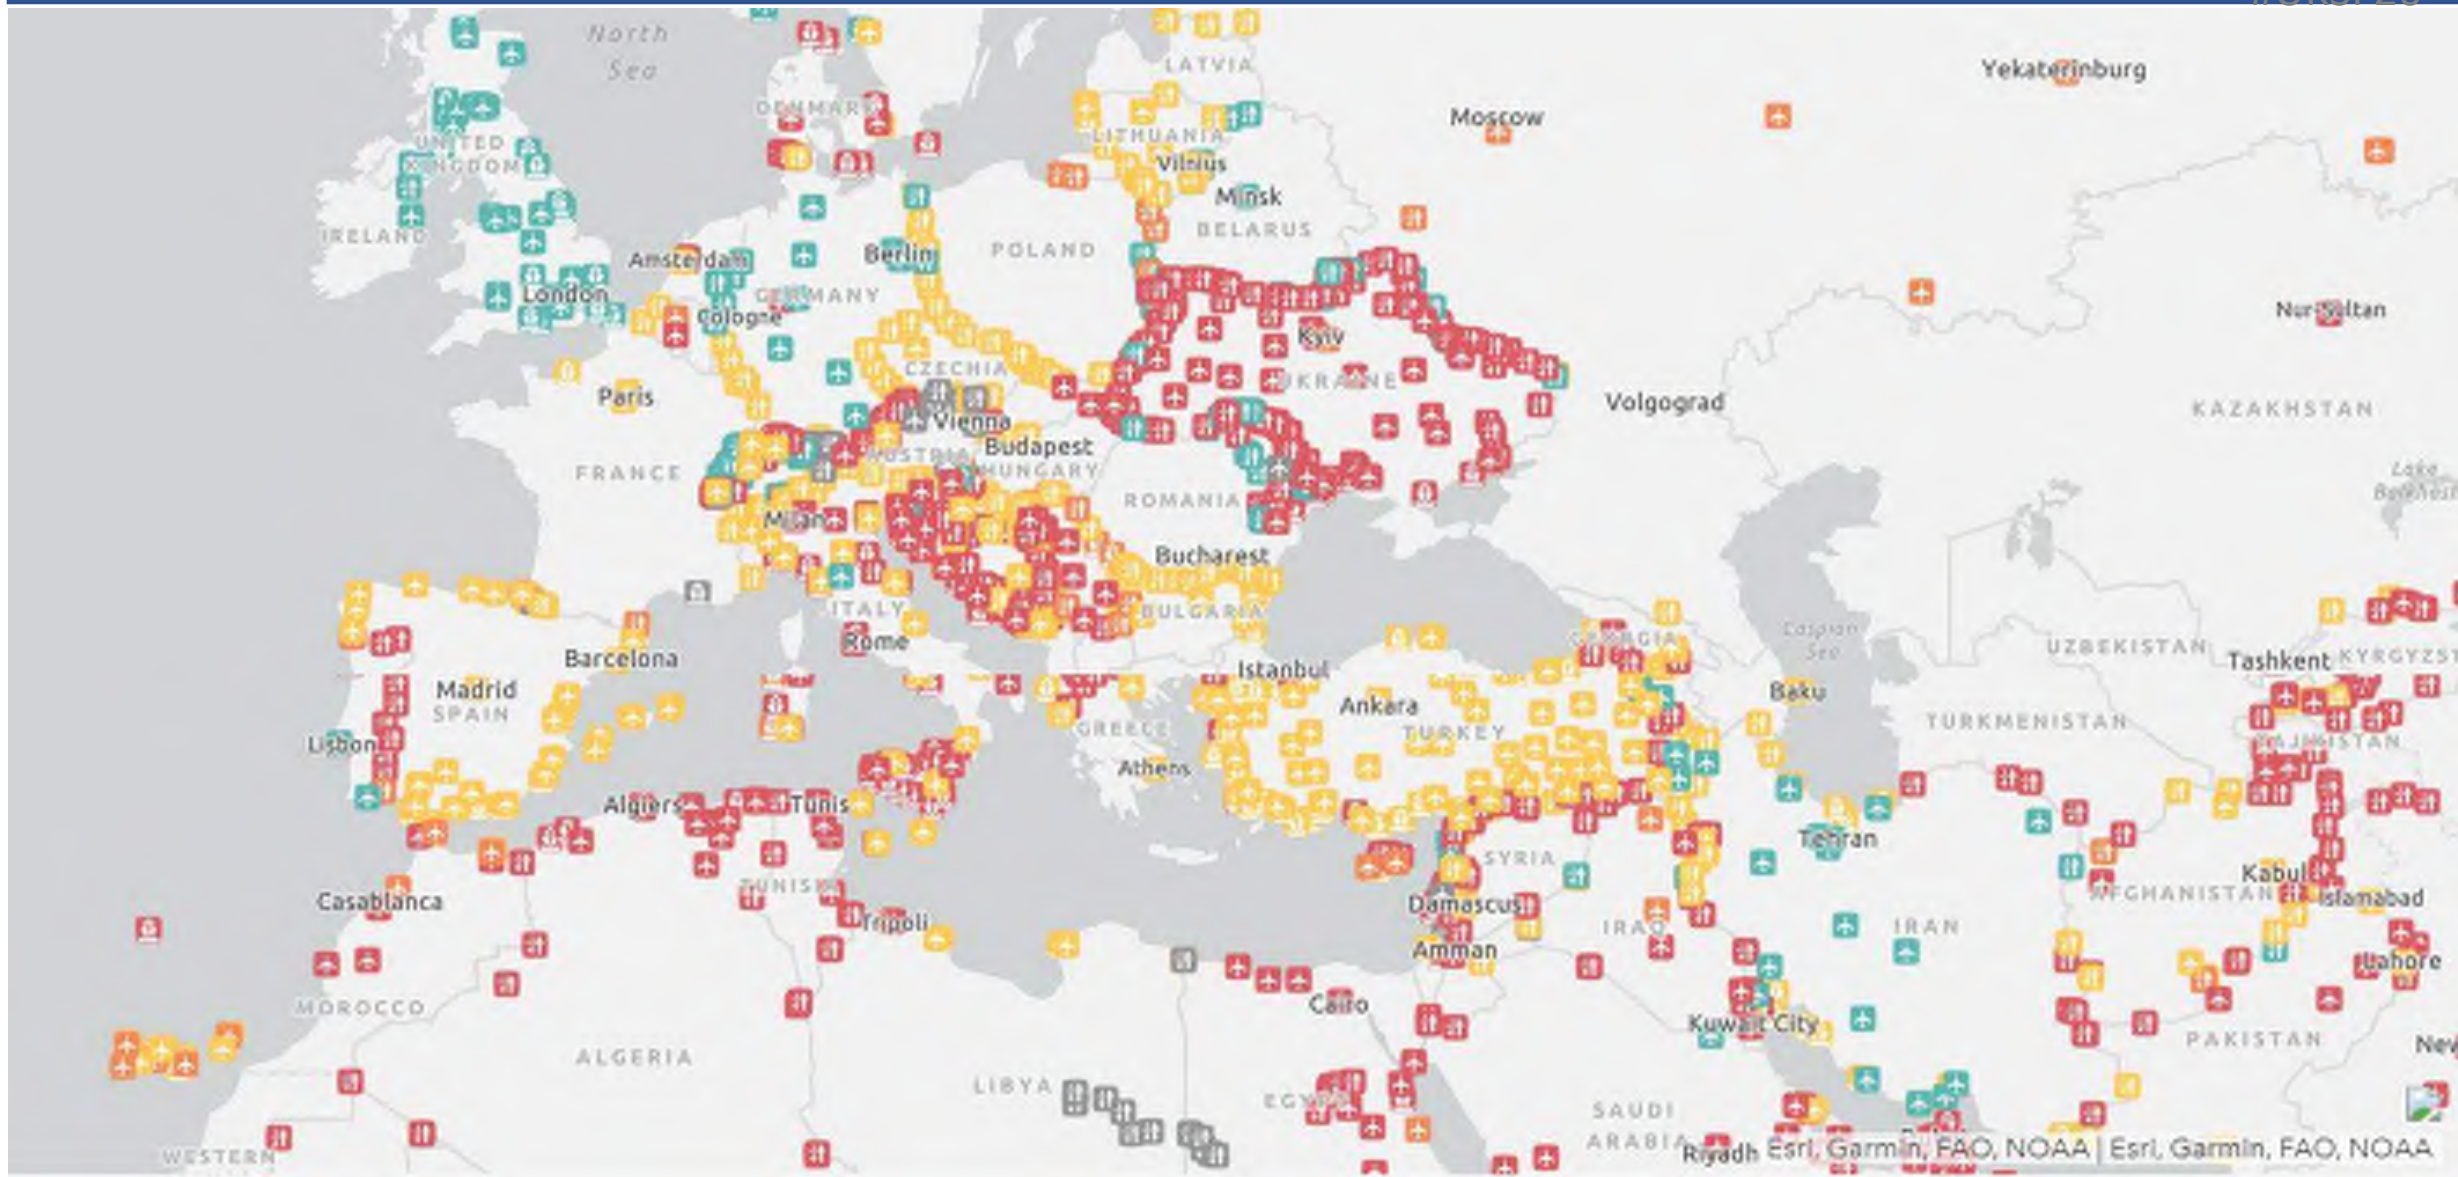 North
Sea
LATVIA
Yekaterinburg
DENMARK
Moscow
LITHUANIA
UNITED
KINGDOM
Vilnius
Minsk
BELARUS
IRELAND
POLAND
Amsterdam
Berlin
London
GERMANY
Cologne
Nur-Sultan
Kyiv
CZECHIA
UKRAINE
Paris
Volgograd
KAZAKHSTAN
Vienna
Budapest
AUSTRIA
HUNGARY
FRANCE
Lake
ROMANIA
Milan
Bucharest
ITALY
BULGARIA
Rome
GEORGIA
Caspian
Sea
UZBEKISTAN
Tashkent
Barcelona
Istanbul
Madrid
SPAIN
Ankara
Baku
GREECE
TURKEY
TURKMENISTAN
Lisbon
TAJIKISTAN
Athens
Algiers
Tunis
Tehran
SYRIA
Kabul
TUNISIA
AFGHANISTAN
Islamabad
Casablanca
Damascus
Tripoli
IRAQ
IRAN
Amman
Lahore
MOROCCO
Cairo
Kuwait City
PAKISTAN
ALGERIA
LIBYA
EGYPT
SAUDI
ARABIA
Riyadh
WESTERN
Esri, Garmin, FAO, NOAA | Esri, Garmin, FAO, NOAA